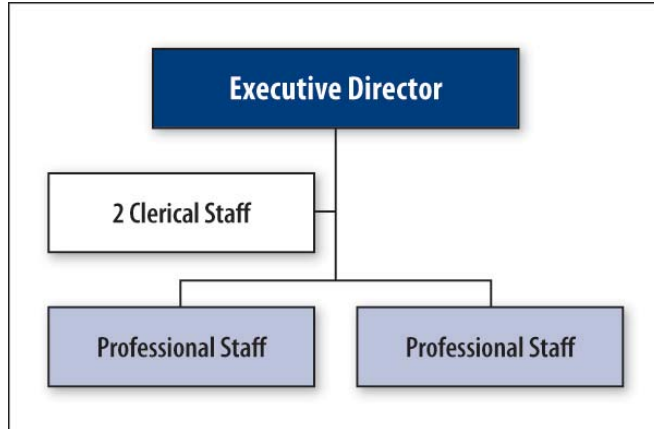 Executive Director
2 Clerical Staff
Professional Staff
Professional Staff